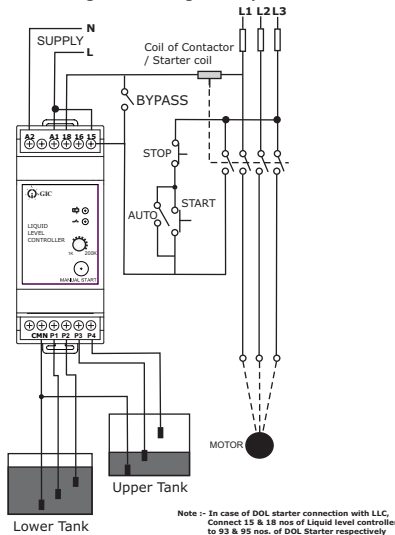 L1 L2 L3
N
SUPPLY
L
Coil of Contactor
/ Starter coil
BYPASS
A2 A1 18 16 15
STOP
START
AUTO
GIC
LIQUID
LEVEL
CONTROLLER
1K 200K
MANUAL START
CMN P1 P2 P3 P4
MOTOR
Upper Tank
Lower Tank
Note :- In case of DOL starter connection with LLC,
Connect 15 & 18 nos of Liquid level controlle
to 93 & 95 nos. of DOL Starter respectively